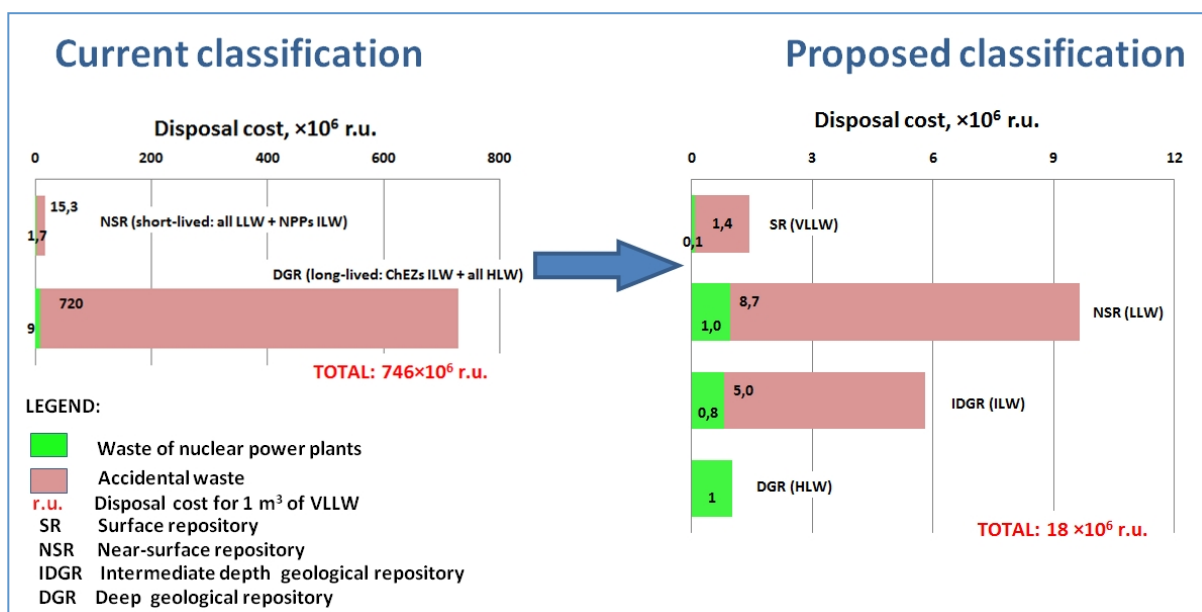 Current classification
Disposal cost, ×10⁶ r.u.
0 200 400 600 800
15,3
NSR (short-lived: all LLW + NPPs ILW)
1,7
DGR (long-lived: ChEZs ILW + all HLW)
720
9
TOTAL: 746×10⁶ r.u.
LEGEND:
Waste of nuclear power plants
Accidental waste
r.u. Disposal cost for 1 m³ of VLLW
SR Surface repository
NSR Near-surface repository
IDGR Intermediate depth geological repository
DGR Deep geological repository
Proposed classification
Disposal cost, ×10⁶ r.u.
0 3 6 9 12
1,4
SR (VLLW)
0,1
8,7
NSR (LLW)
1,0
5,0
IDGR (ILW)
0,8
DGR (HLW)
1
TOTAL: 18 ×10⁶ r.u.